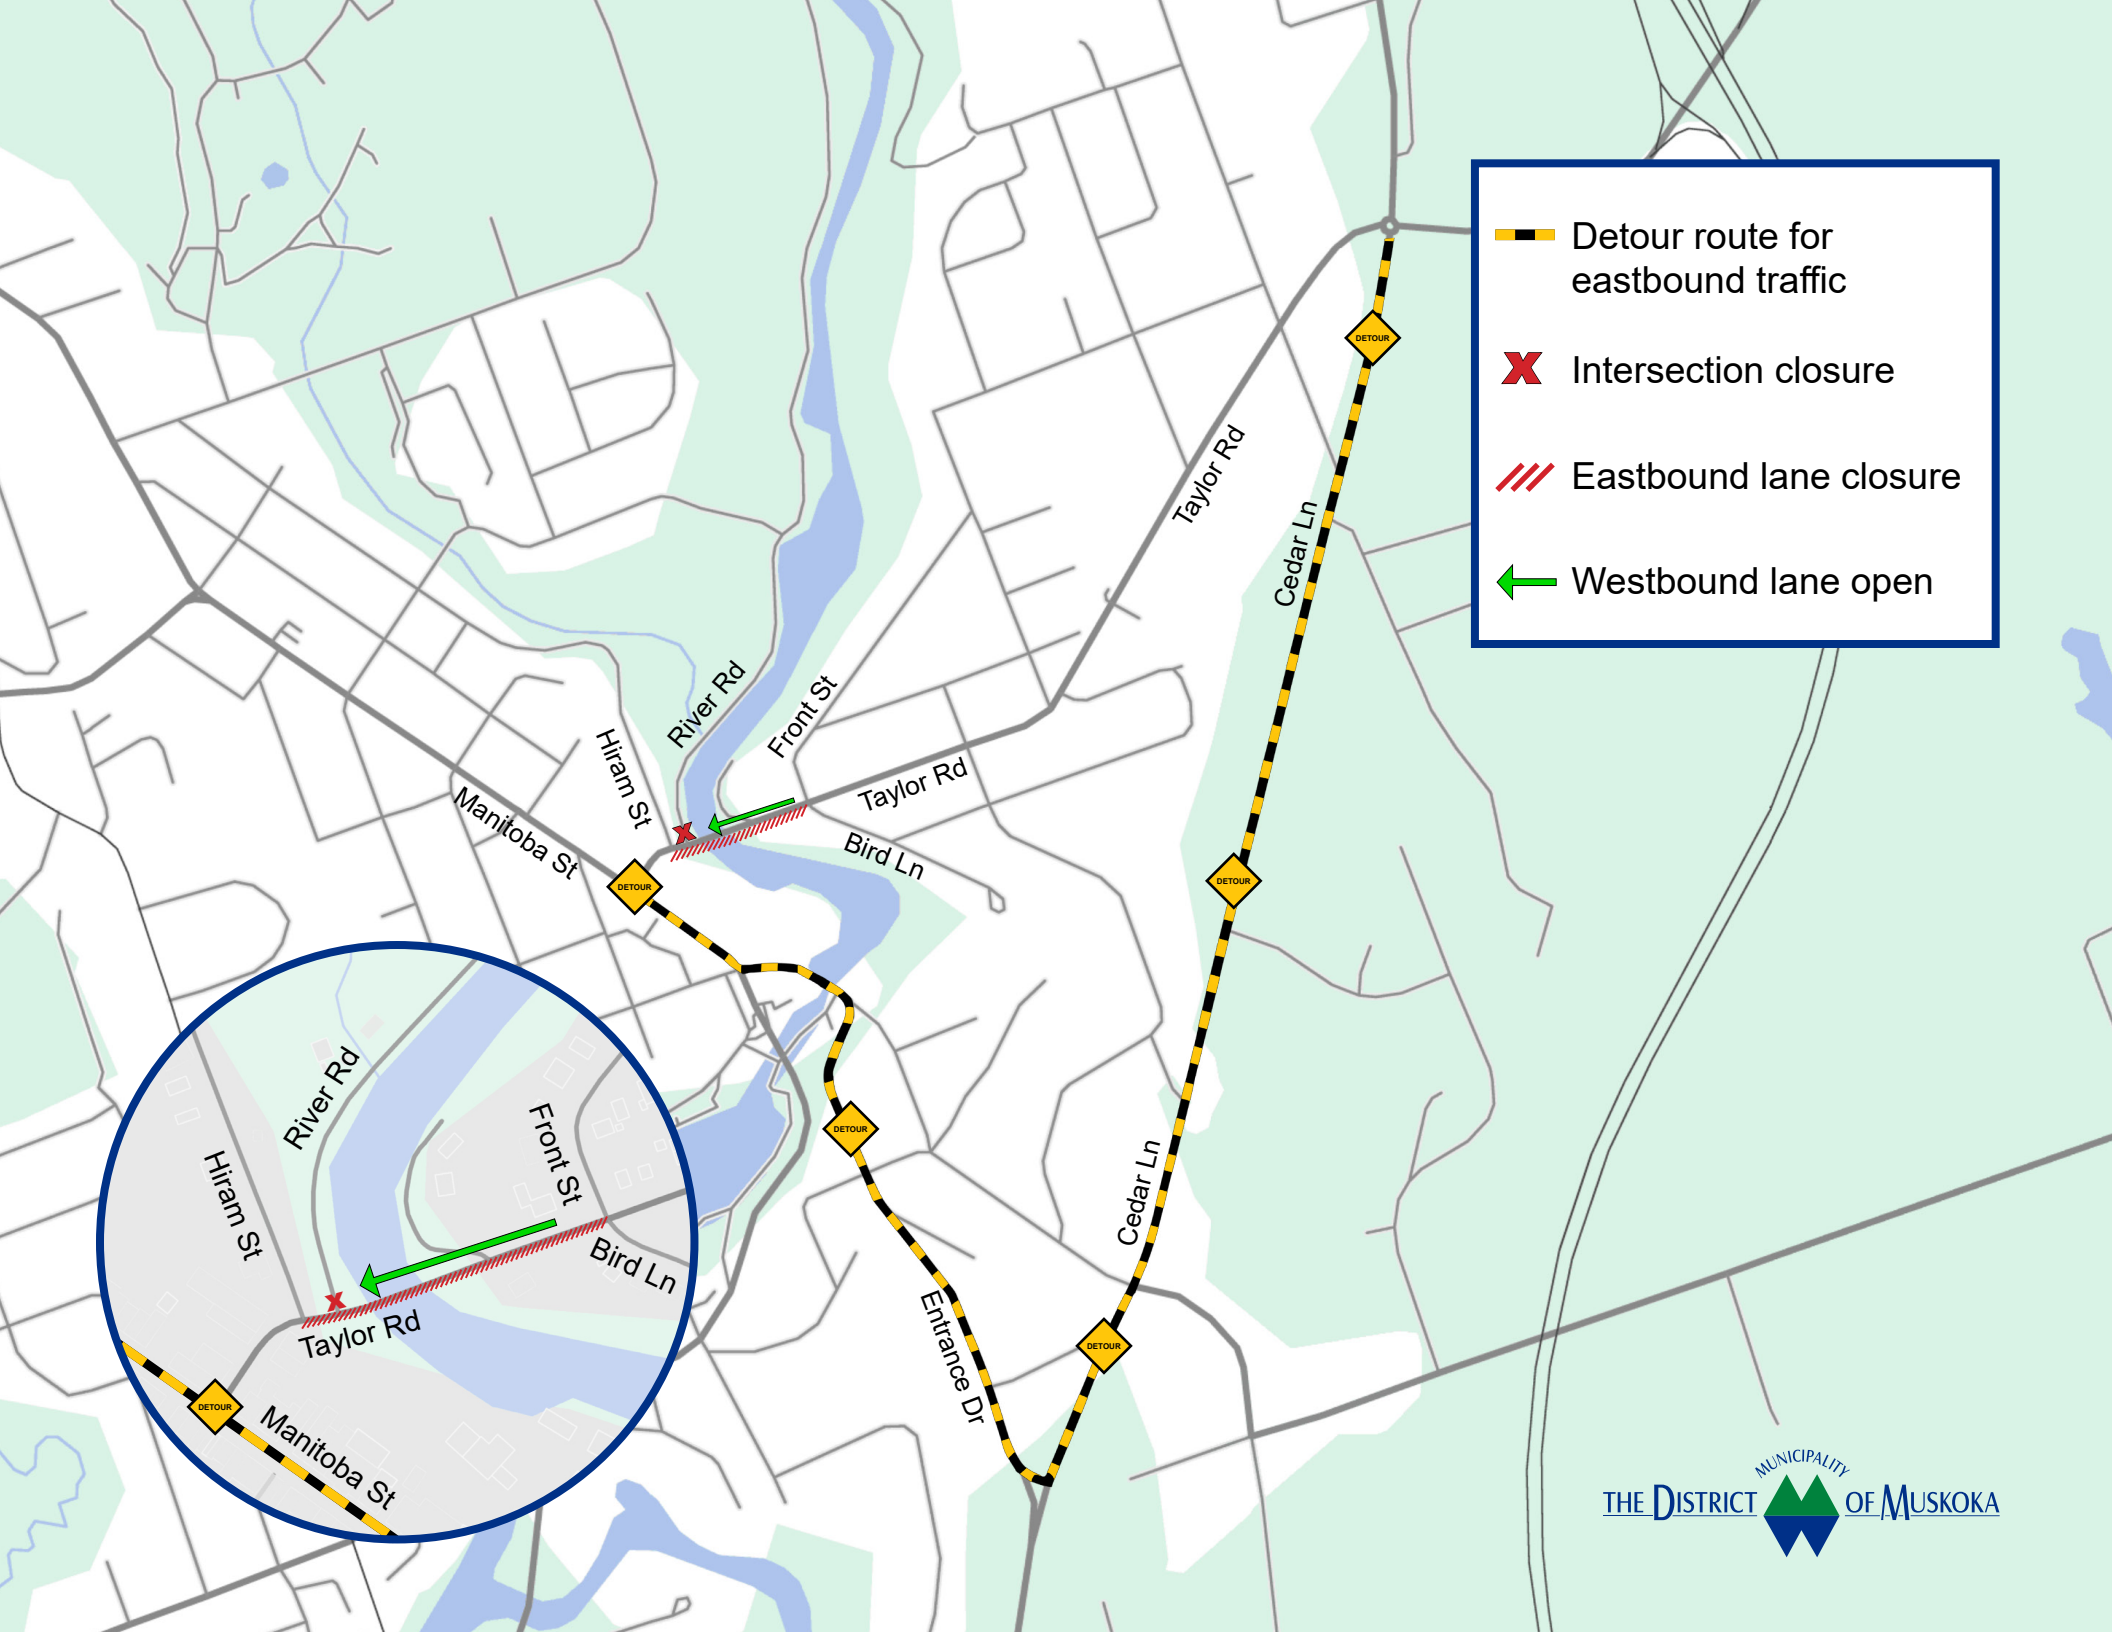 Detour route for
eastbound traffic
Intersection closure
Eastbound lane closure
Westbound lane open
DETOUR
Taylor Rd
Cedar Ln
River Rd
Front St
Hiram St
Taylor Rd
Manitoba St
Bird Ln
DETOUR
DETOUR
DETOUR
Cedar Ln
Entrance Dr
DETOUR
River Rd
Front St
Hiram St
Bird Ln
Taylor Rd
DETOUR
Manitoba St
MUNICIPALITY
THE DISTRICT OF MUSKOKA